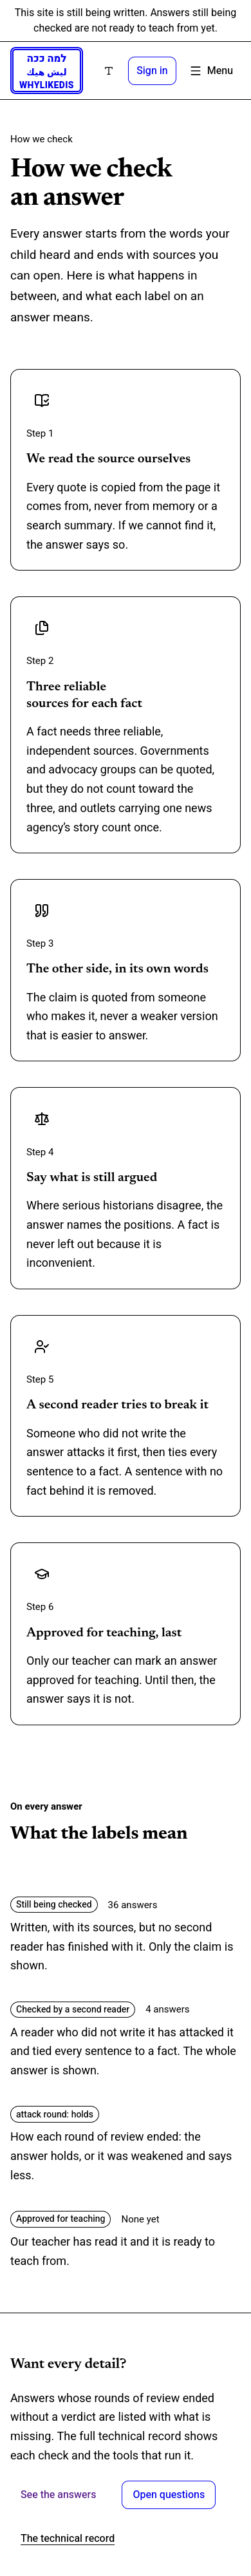 This site is still being written. Answers still being
checked are not ready to teach from yet.
למה ככה
ليش هيك
WHYLIKEDIS
T
Sign in
Menu
How we check
How we check
an answer
Every answer starts from the words your
child heard and ends with sources you
can open. Here is what happens in
between, and what each label on an
answer means.
Step 1
We read the source ourselves
Every quote is copied from the page it
comes from, never from memory or a
search summary. If we cannot find it,
the answer says so.
Step 2
Three reliable
sources for each fact
A fact needs three reliable,
independent sources. Governments
and advocacy groups can be quoted,
but they do not count toward the
three, and outlets carrying one news
agency’s story count once.
Step 3
The other side, in its own words
The claim is quoted from someone
who makes it, never a weaker version
that is easier to answer.
Step 4
Say what is still argued
Where serious historians disagree, the
answer names the positions. A fact is
never left out because it is
inconvenient.
Step 5
A second reader tries to break it
Someone who did not write the
answer attacks it first, then ties every
sentence to a fact. A sentence with no
fact behind it is removed.
Step 6
Approved for teaching, last
Only our teacher can mark an answer
approved for teaching. Until then, the
answer says it is not.
On every answer
What the labels mean
Still being checked 36 answers
Written, with its sources, but no second
reader has finished with it. Only the claim is
shown.
Checked by a second reader 4 answers
A reader who did not write it has attacked it
and tied every sentence to a fact. The whole
answer is shown.
attack round: holds
How each round of review ended: the
answer holds, or it was weakened and says
less.
Approved for teaching None yet
Our teacher has read it and it is ready to
teach from.
Want every detail?
Answers whose rounds of review ended
without a verdict are listed with what is
missing. The full technical record shows
each check and the tools that run it.
See the answers
Open questions
The technical record